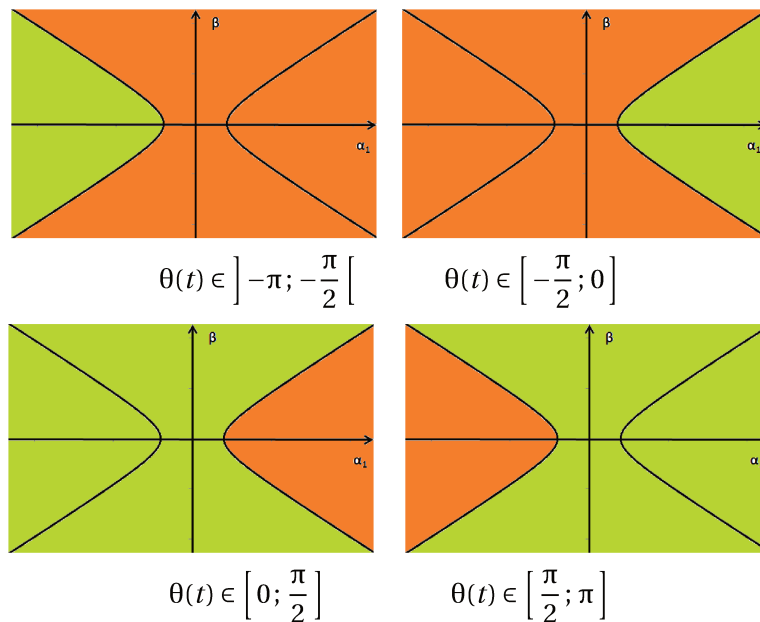 β β
α₁ α₁
θ(t) ∈ ] −π ; −π/2 [ θ(t) ∈ [ −π/2 ; 0 ]
β β
α₁ α
θ(t) ∈ [ 0 ; π/2 ] θ(t) ∈ [ π/2 ; π ]